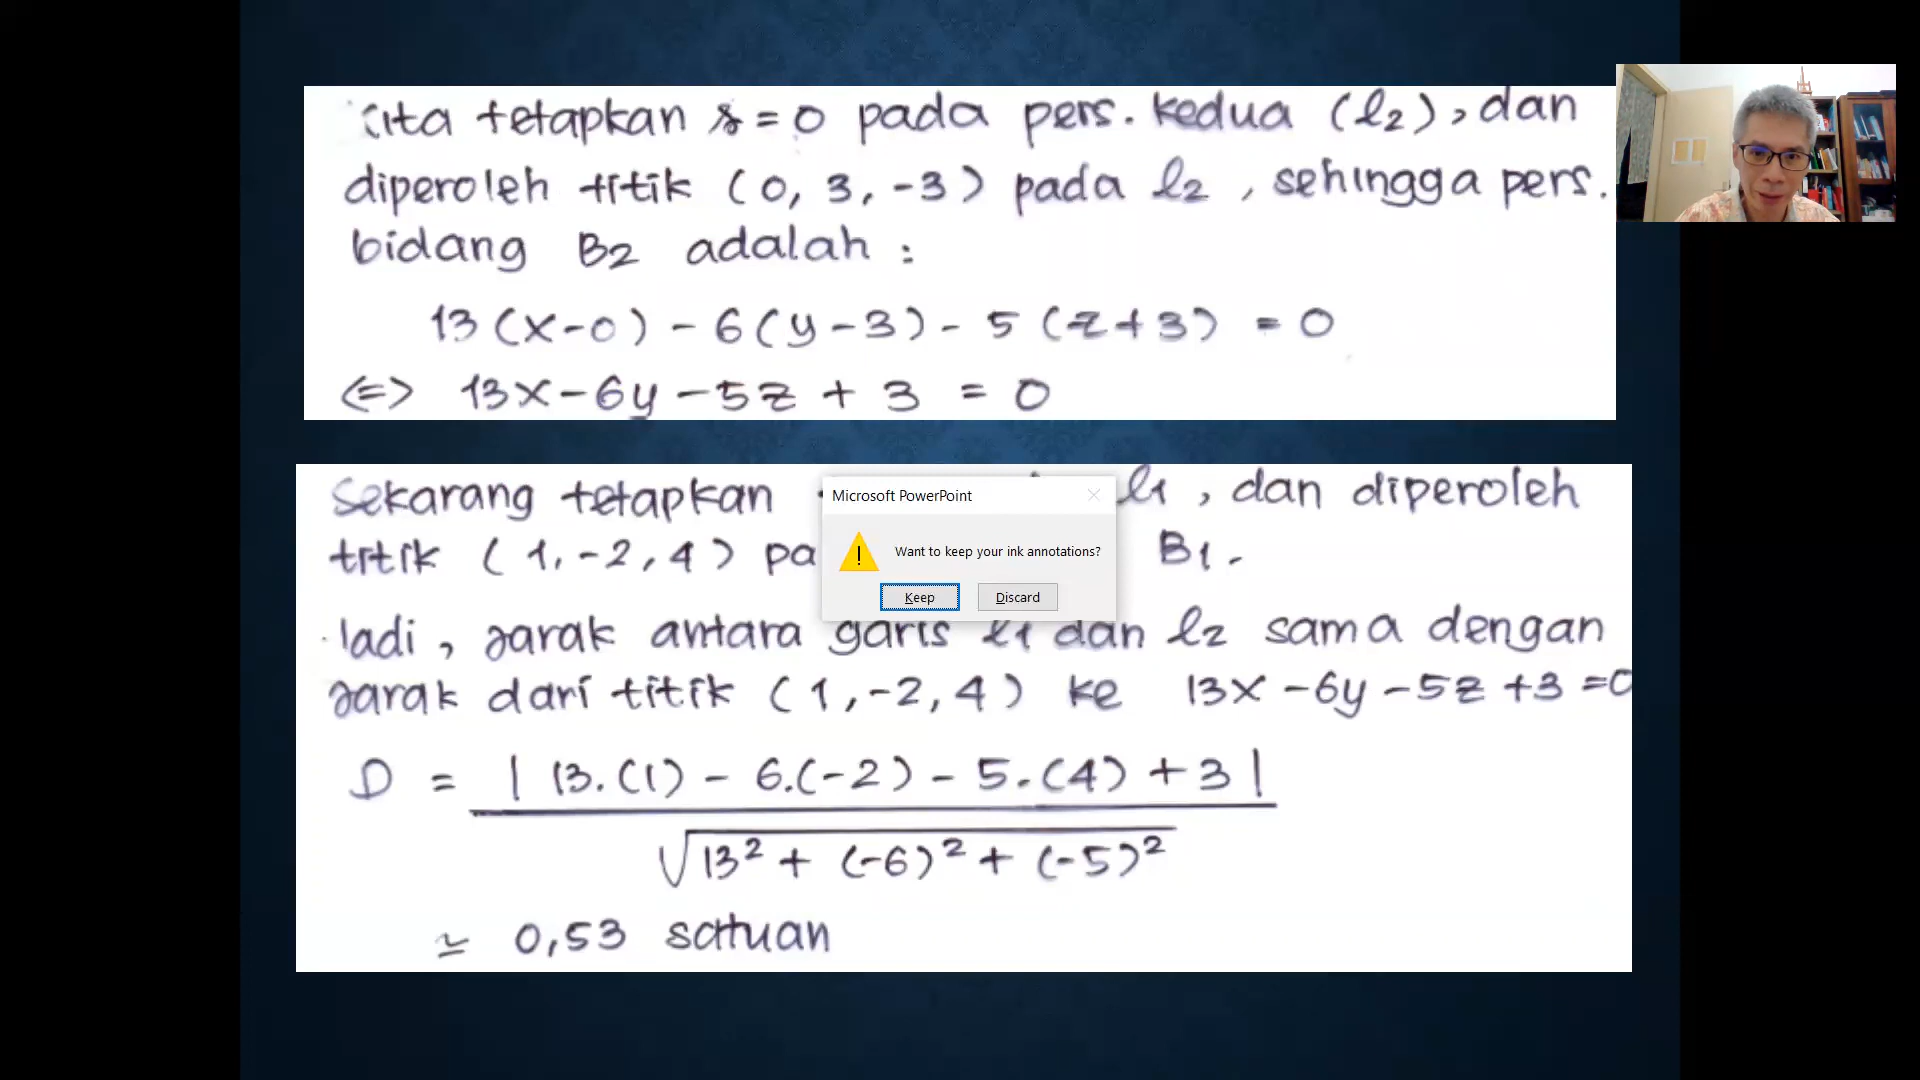 kita tetapkan s = 0 pada pers. kedua (l2), dan
diperoleh titik (0, 3, -3) pada l2, sehingga pers.
bidang B2 adalah :
13 (x-0) - 6(y-3) - 5 (z+3) = 0
<=> 13x - 6y - 5z + 3 = 0
Sekarang tetapkan l1, dan diperoleh
titik (1, -2, 4) pa B1.
Jadi, jarak antara garis l1 dan l2 sama dengan
jarak dari titik (1, -2, 4) ke 13x - 6y - 5z + 3 = 0
D = | 13.(1) - 6.(-2) - 5.(4) + 3 |
√13² + (-6)² + (-5)²
≃ 0,53 satuan
Microsoft PowerPoint
Want to keep your ink annotations?
Keep Discard